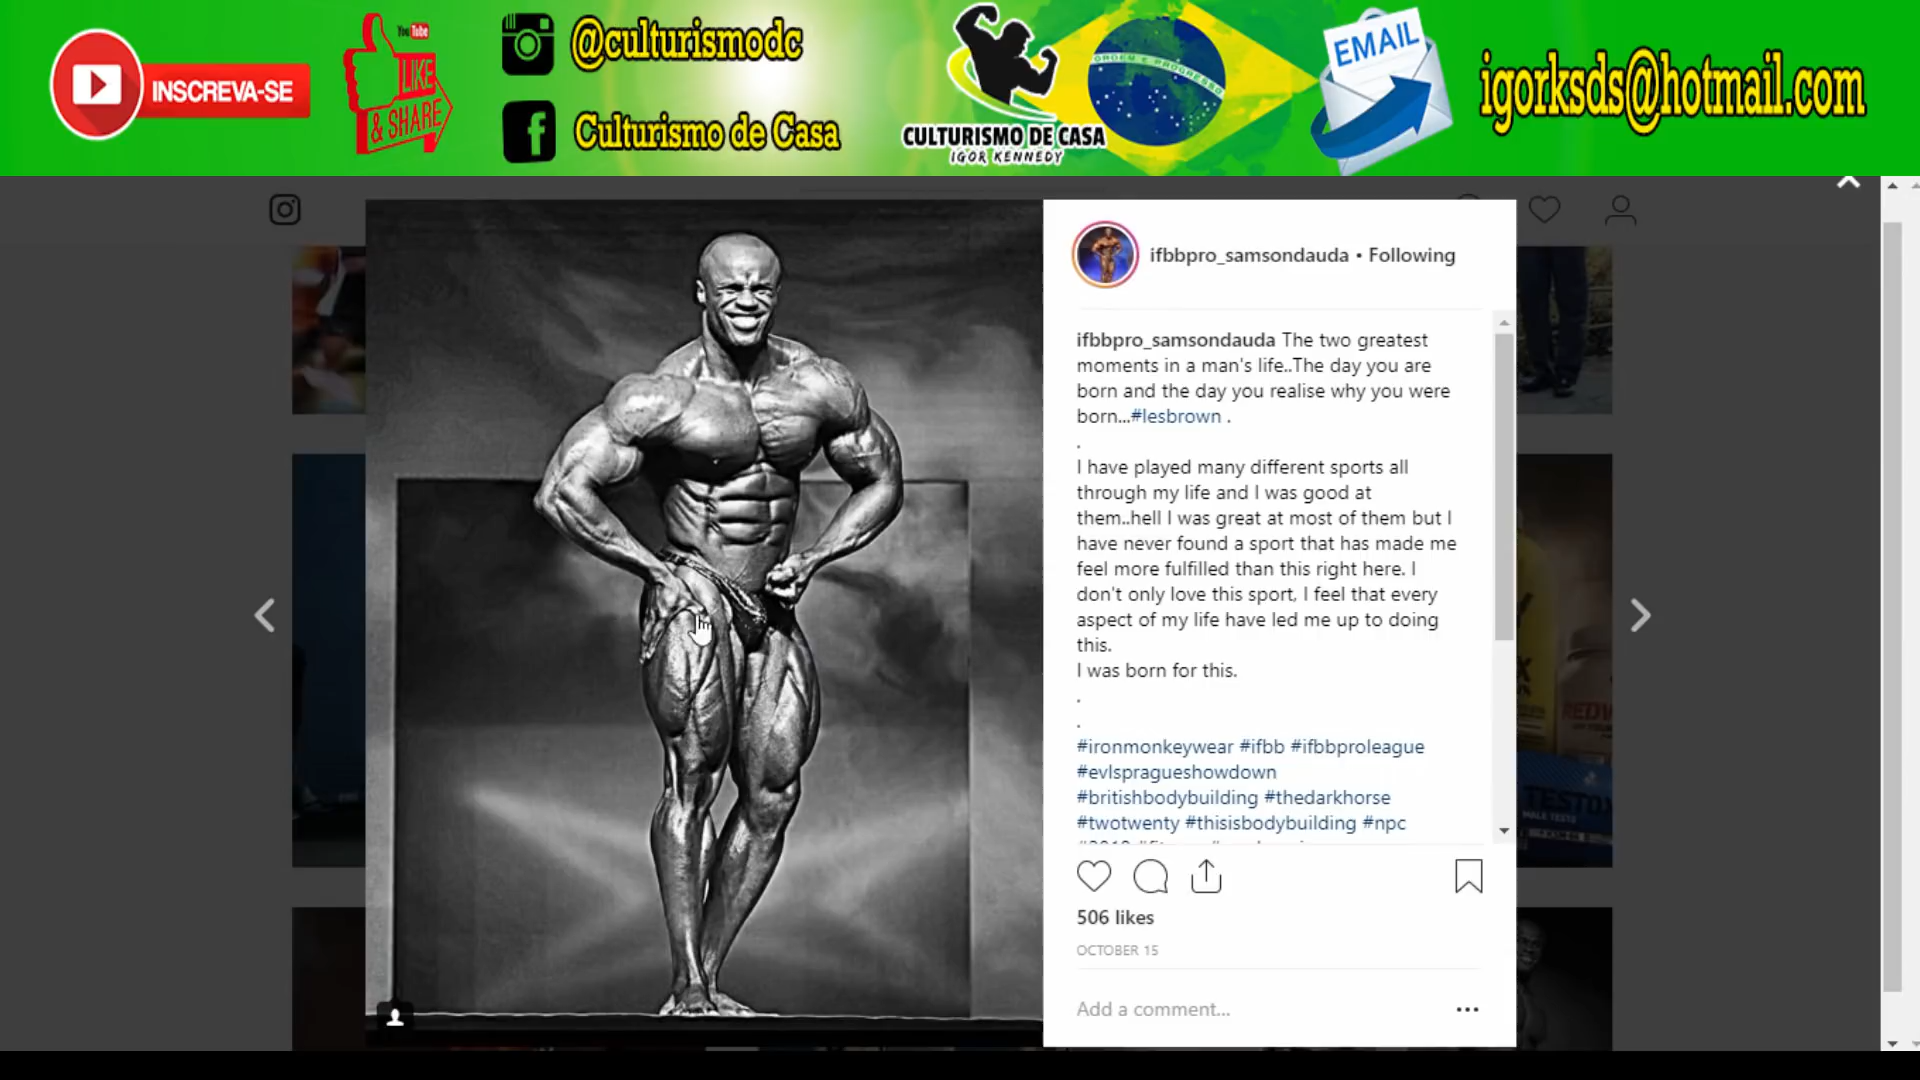 INSCREVA-SE
You Tube
LIKE
& SHARE
@culturismodc
Culturismo de Casa
CULTURISMO DE CASA
IGOR KENNEDY
ORDEM E PROGRESSO
EMAIL
igorksds@hotmail.com
ifbbpro_samsondauda • Following
ifbbpro_samsondauda The two greatest
moments in a man's life..The day you are
born and the day you realise why you were
born...#lesbrown .
.
I have played many different sports all
through my life and I was good at
them..hell I was great at most of them but I
have never found a sport that has made me
feel more fulfilled than this right here. I
don't only love this sport, I feel that every
aspect of my life have led me up to doing
this.
I was born for this.
.
.
#ironmonkeywear #ifbb #ifbbproleague
#evlspragueshowdown
#britishbodybuilding #thedarkhorse
#twotwenty #thisisbodybuilding #npc
506 likes
OCTOBER 15
Add a comment...